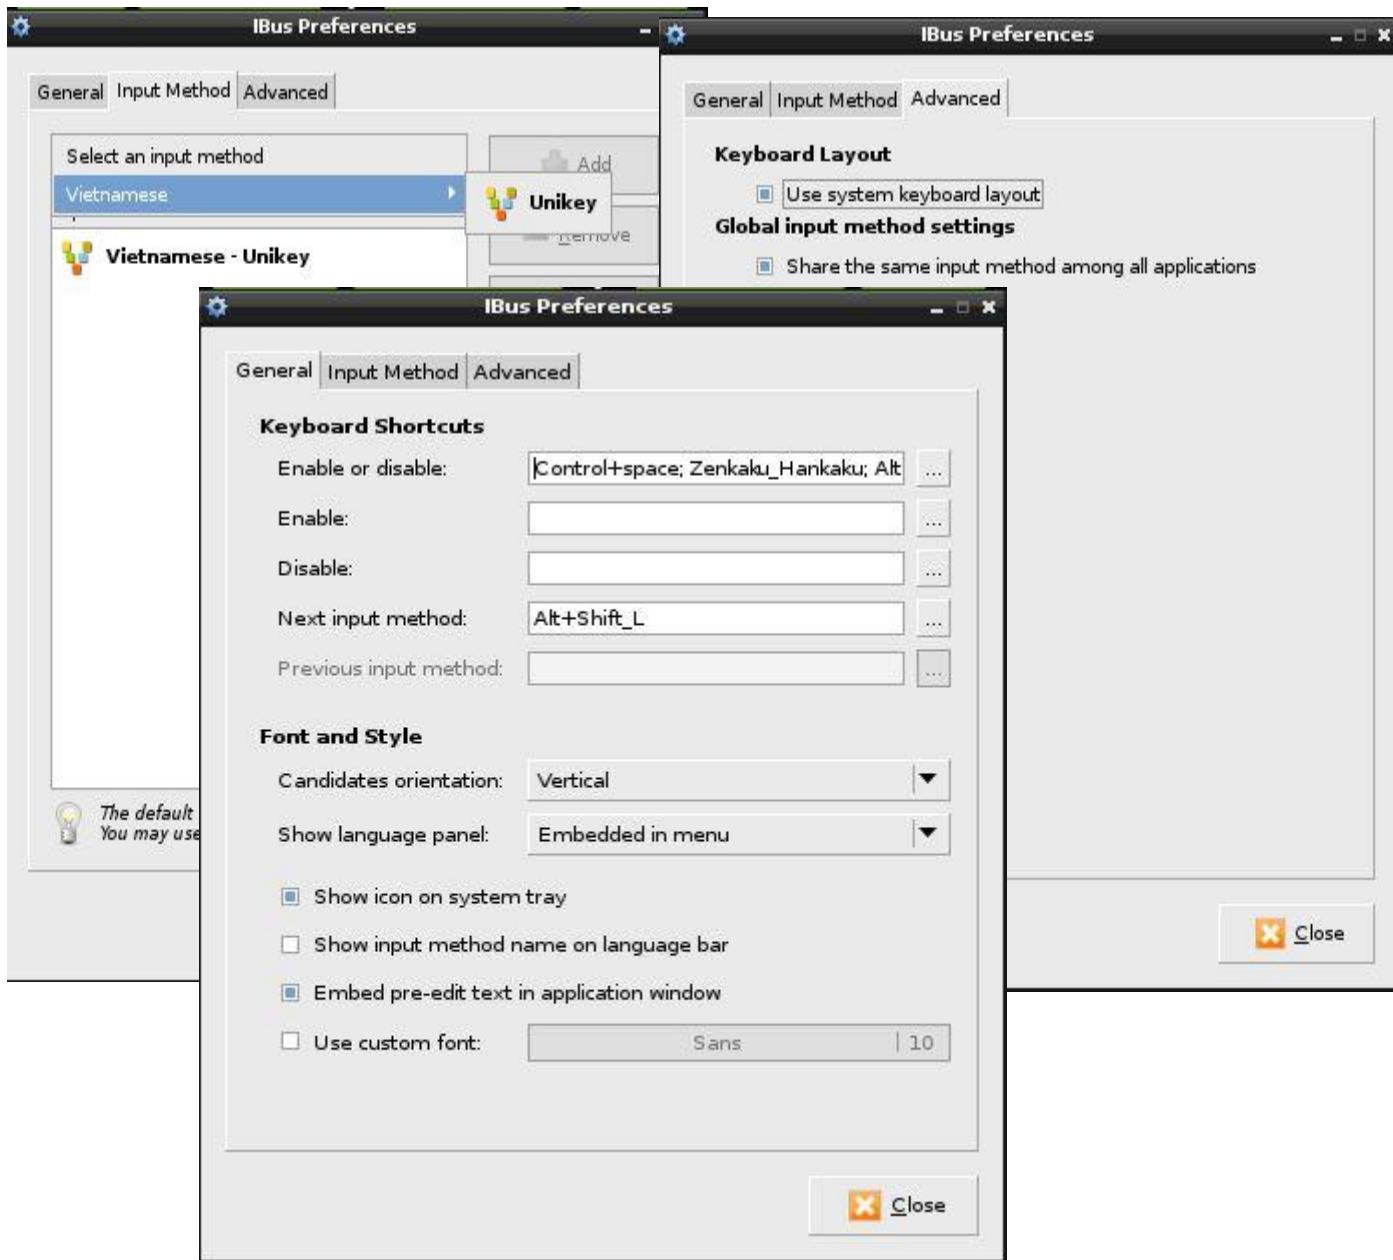 IBus Preferences
General Input Method Advanced
Select an input method
Vietnamese
Unikey
Add
Remove
Vietnamese - Unikey
The default
You may use
IBus Preferences
General Input Method Advanced
Keyboard Layout
Use system keyboard layout
Global input method settings
Share the same input method among all applications
Close
IBus Preferences
General Input Method Advanced
Keyboard Shortcuts
Enable or disable: Control+space; Zenkaku_Hankaku; Alt ...
Enable: ...
Disable: ...
Next input method: Alt+Shift_L ...
Previous input method: ...
Font and Style
Candidates orientation: Vertical
Show language panel: Embedded in menu
Show icon on system tray
Show input method name on language bar
Embed pre-edit text in application window
Use custom font: Sans 10
Close